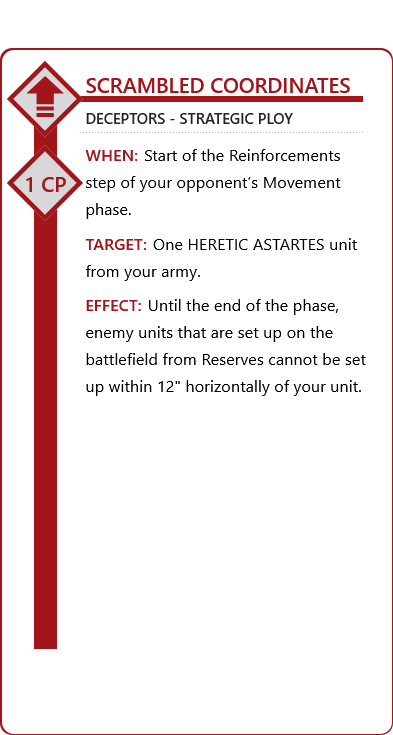 SCRAMBLED COORDINATES
DECEPTORS - STRATEGIC PLOY
1 CP
WHEN: Start of the Reinforcements
step of your opponent's Movement
phase.
TARGET: One HERETIC ASTARTES unit
from your army.
EFFECT: Until the end of the phase,
enemy units that are set up on the
battlefield from Reserves cannot be set
up within 12" horizontally of your unit.